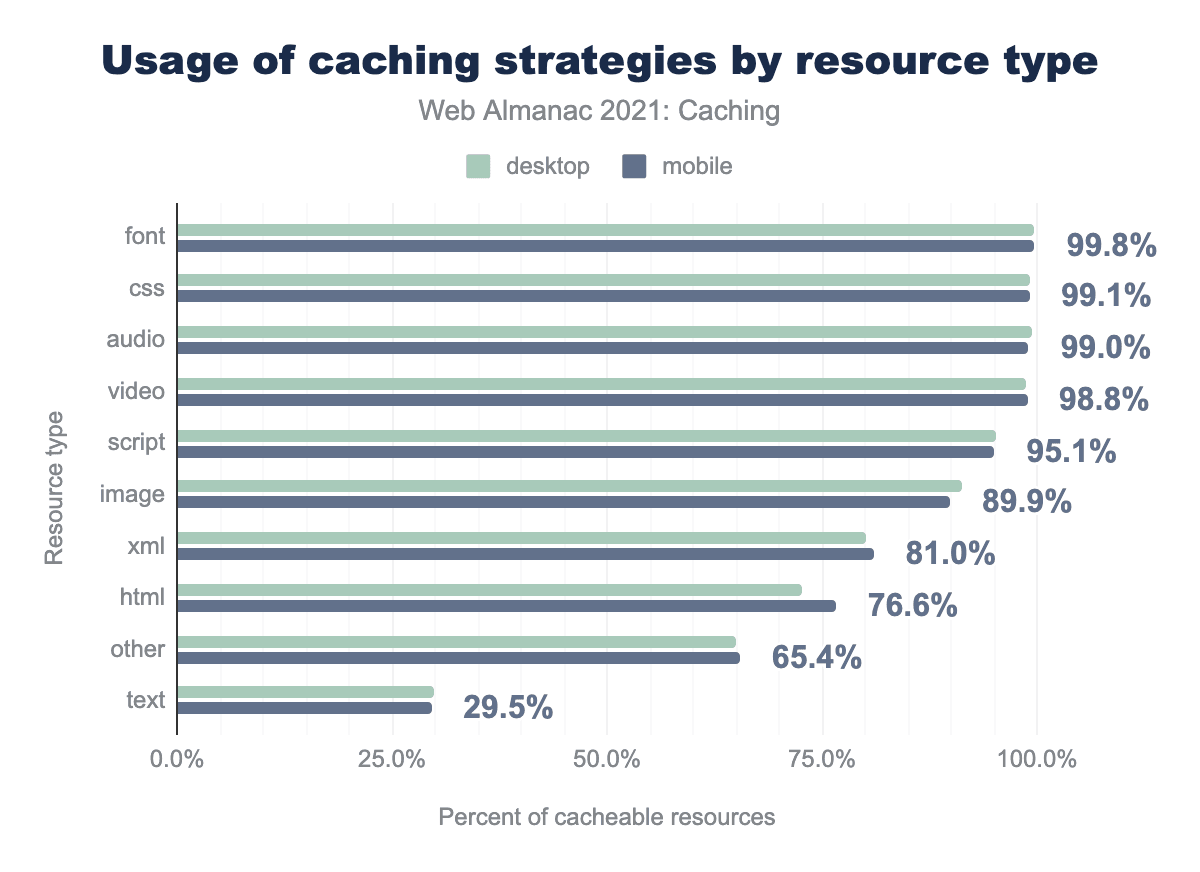 Usage of caching strategies by resource type
Web Almanac 2021: Caching
desktop mobile
font 99.8%
css 99.1%
audio 99.0%
video 98.8%
script 95.1%
image 89.9%
xml 81.0%
html 76.6%
other 65.4%
text 29.5%
Resource type
0.0% 25.0% 50.0% 75.0% 100.0%
Percent of cacheable resources